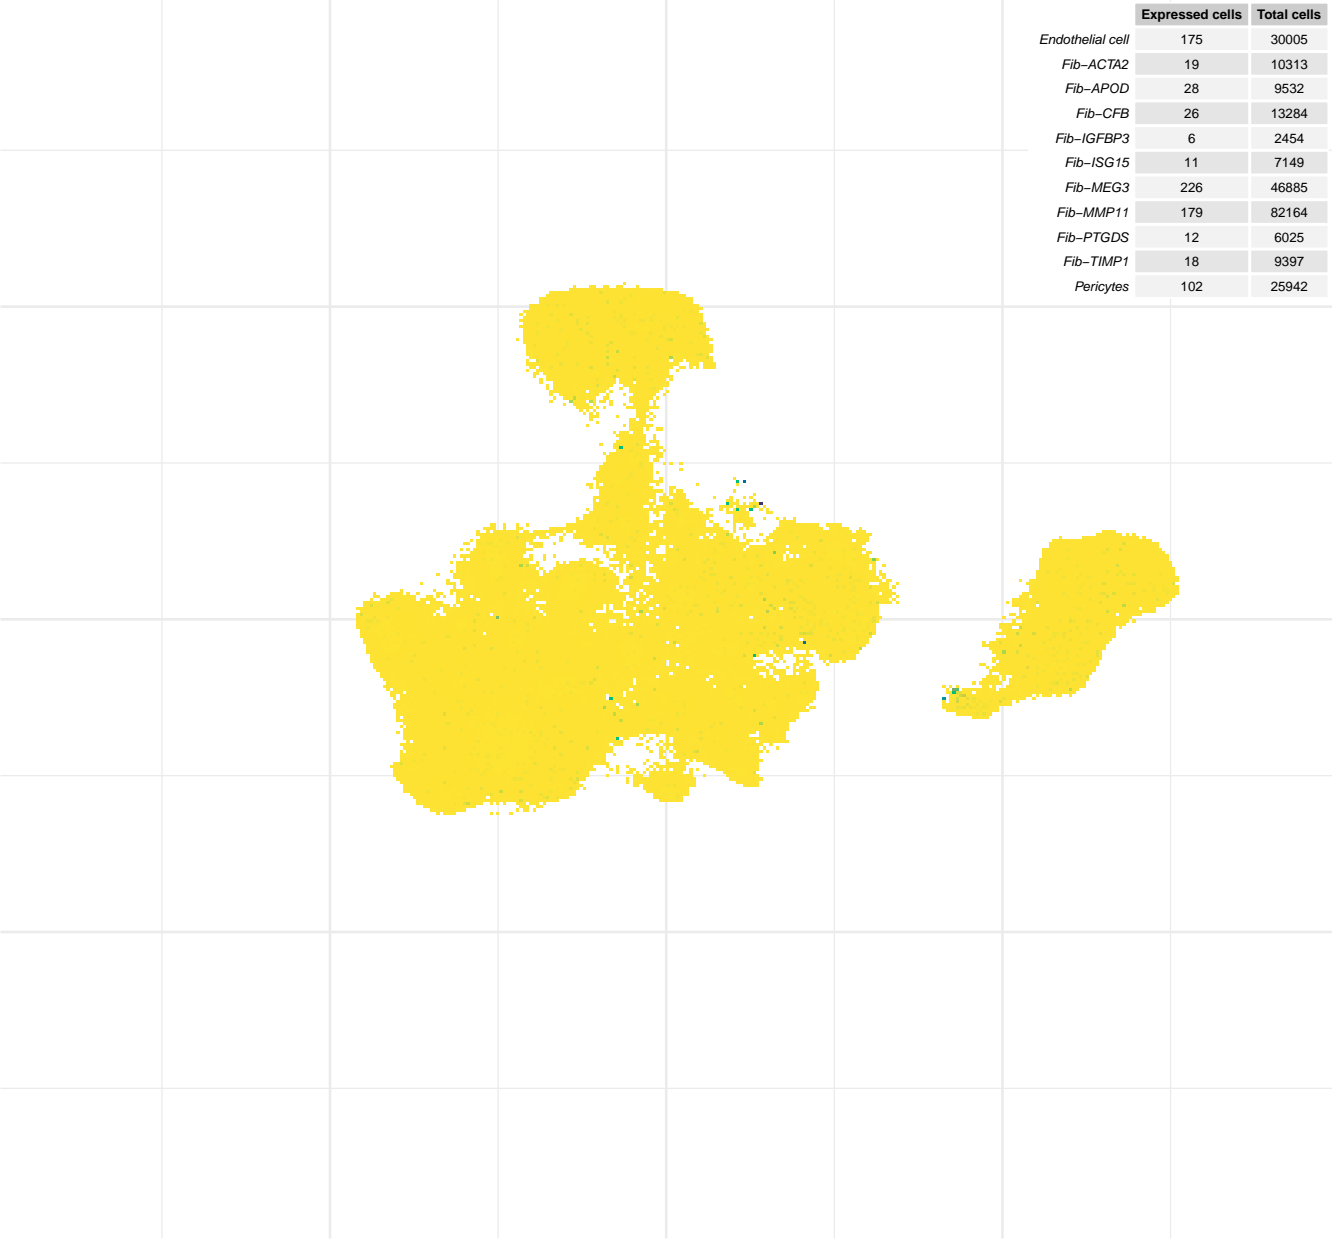 Expressed cells Total cells
Endothelial cell 175 30005
Fib−ACTA2 19 10313
Fib−APOD 28 9532
Fib−CFB 26 13284
Fib−IGFBP3 6 2454
Fib−ISG15 11 7149
Fib−MEG3 226 46885
Fib−MMP11 179 82164
Fib−PTGDS 12 6025
Fib−TIMP1 18 9397
Pericytes 102 25942